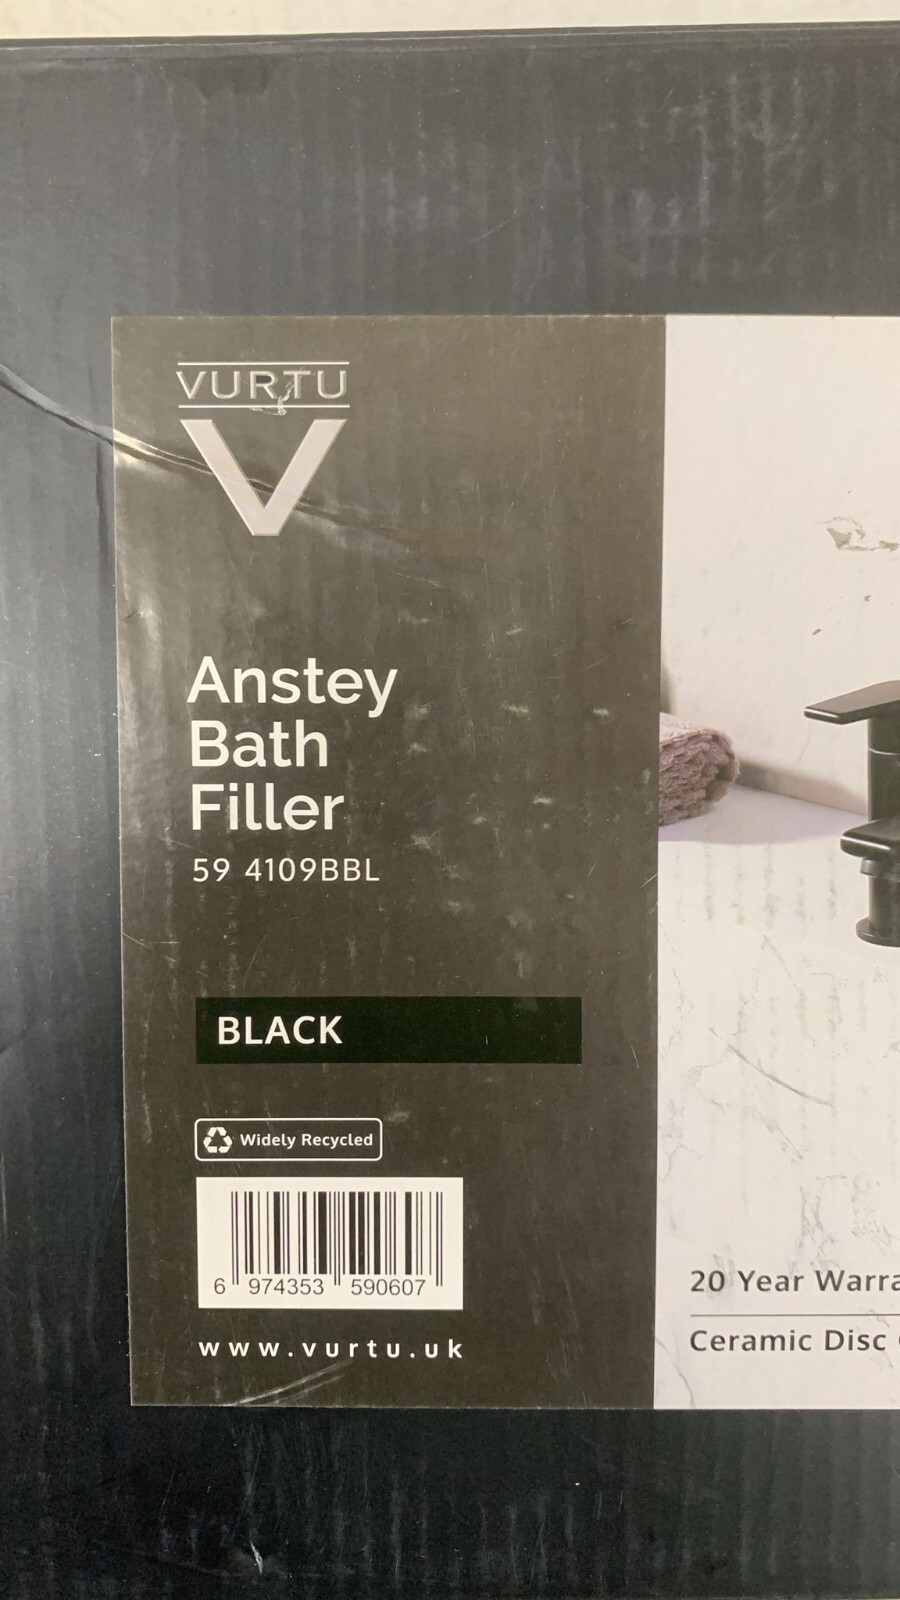 VURTU
V
Anstey
Bath
Filler
59 4109BBL
BLACK
Widely Recycled
6 974353 590607
www.vurtu.uk
20 Year
Ceramic Disc